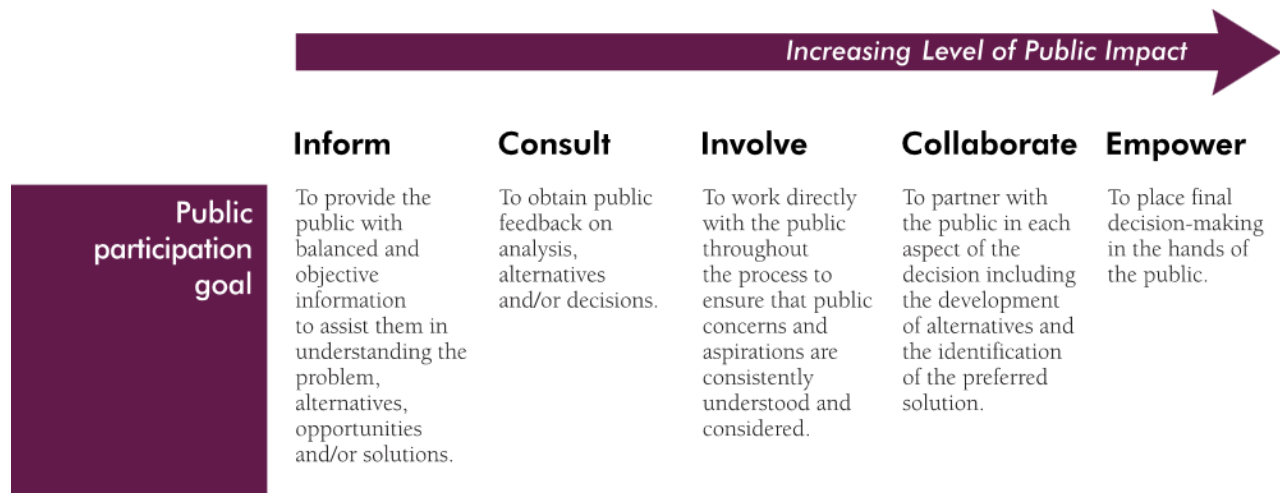 Increasing Level of Public Impact
Inform
Consult
Involve
Collaborate
Empower
Public
participation
goal
To provide the
public with
balanced and
objective
information
to assist them in
understanding the
problem,
alternatives,
opportunities
and/or solutions.
To obtain public
feedback on
analysis,
alternatives
and/or decisions.
To work directly
with the public
throughout
the process to
ensure that public
concerns and
aspirations are
consistently
understood and
considered.
To partner with
the public in each
aspect of the
decision including
the development
of alternatives and
the identification
of the preferred
solution.
To place final
decision-making
in the hands of
the public.